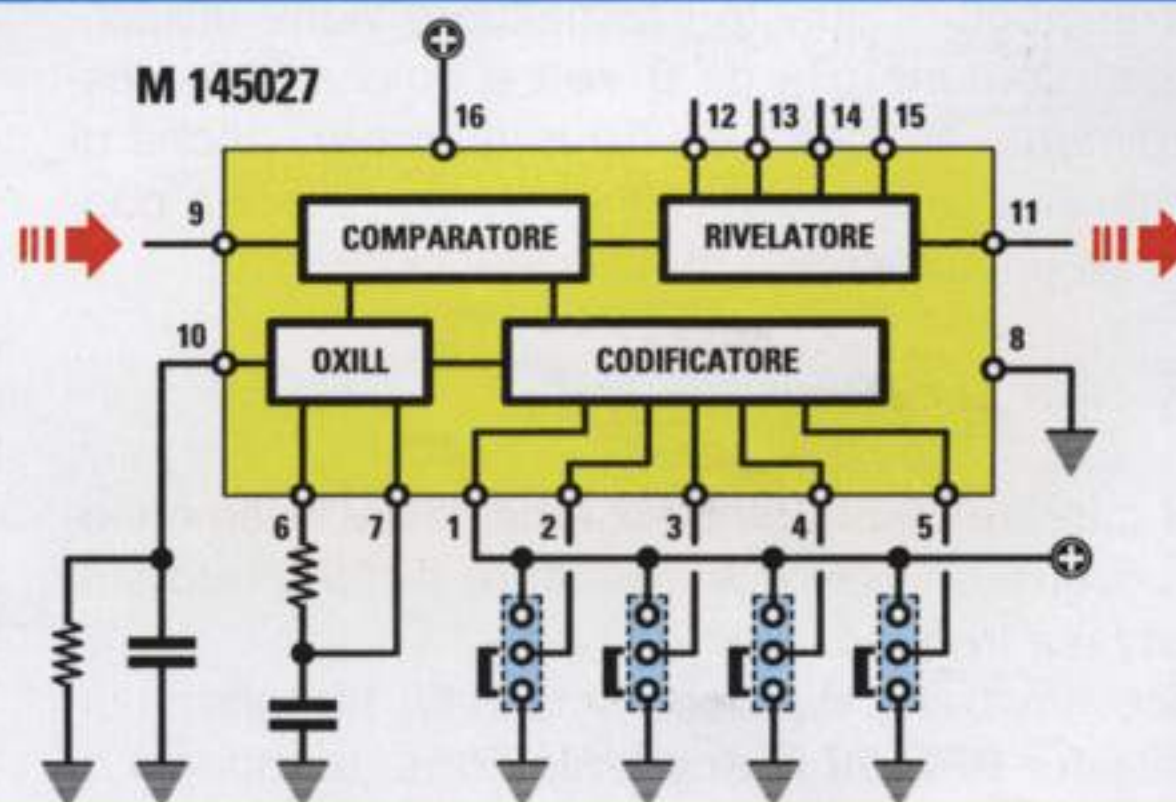 M 145027
16
12 13 14 15
9
COMPARATORE
RIVELATORE
11
10
OXILL
CODIFICATORE
8
6 7 1 2 3 4 5